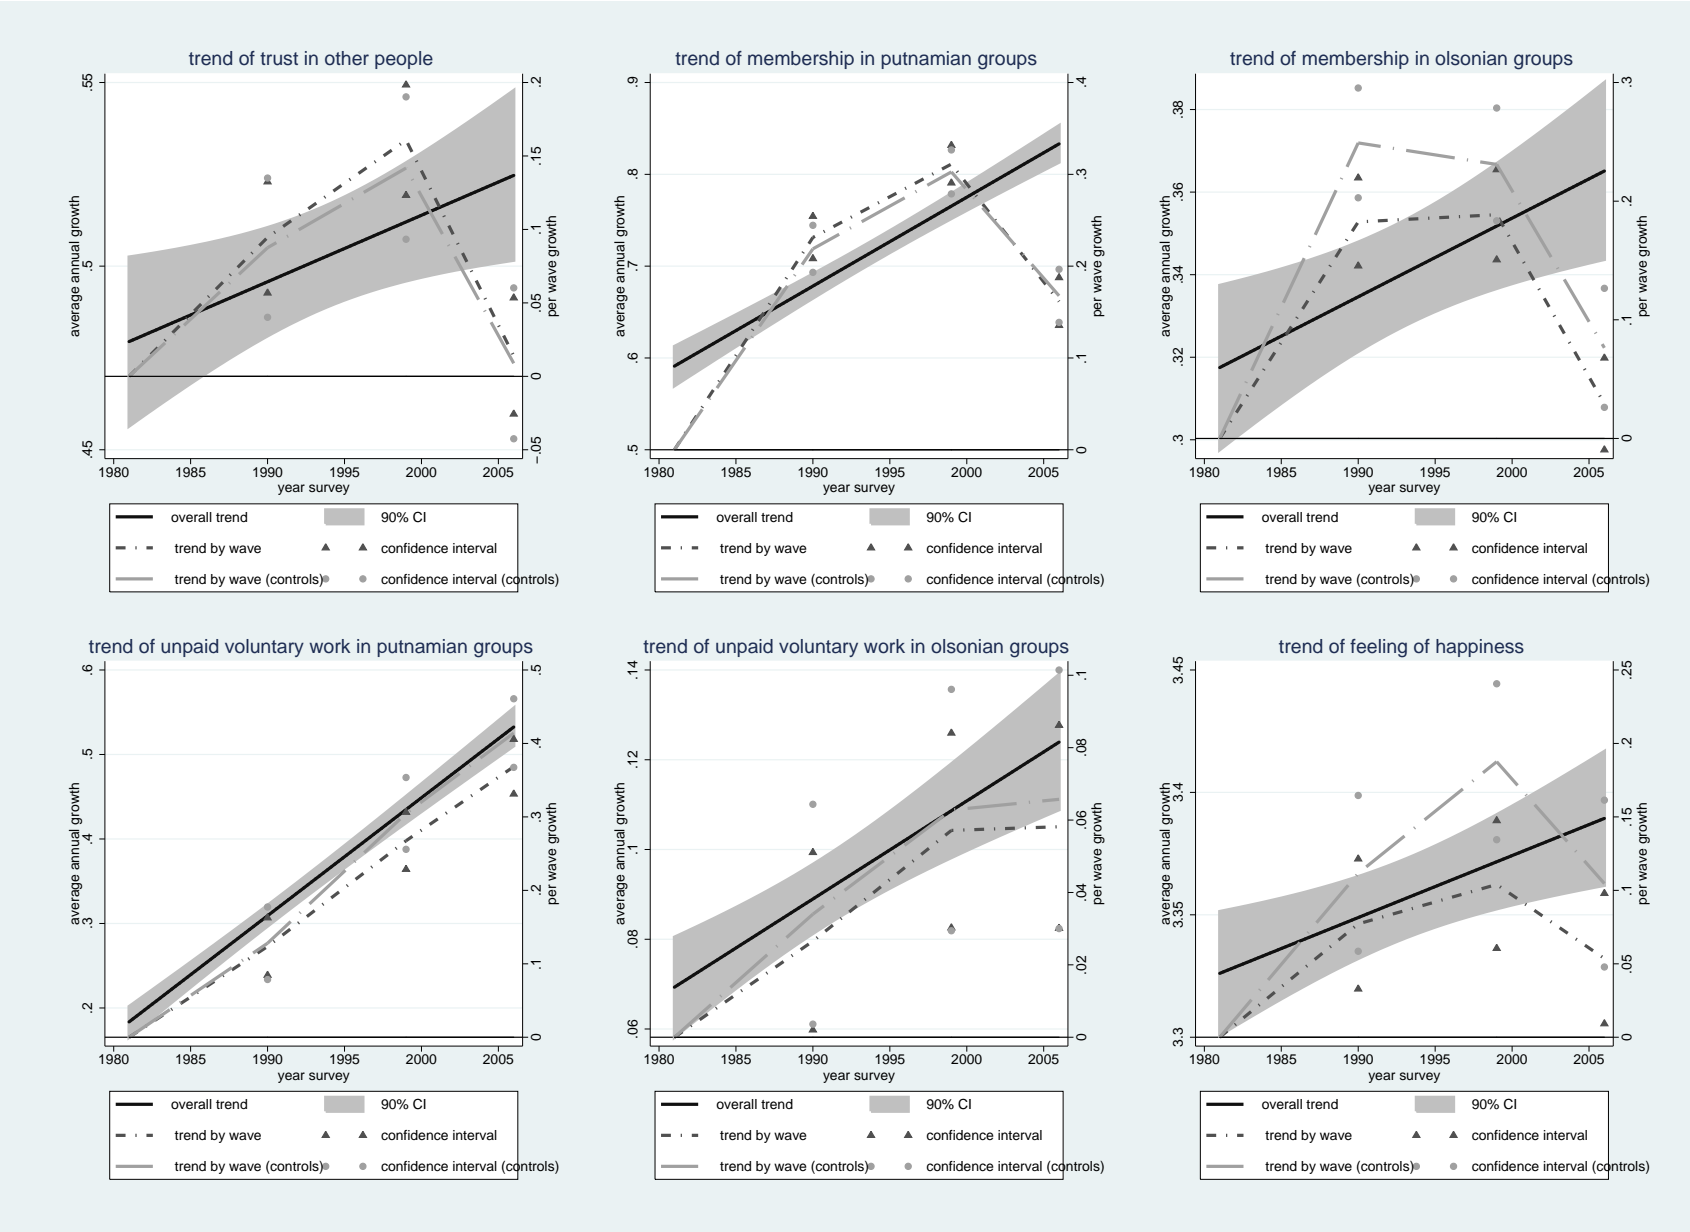 trend of trust in other people
.55
.5
.45
average annual growth
.2
.15
.1
.05
0
−.05
per wave growth
1980 1985 1990 1995 2000 2005
year survey
overall trend 90% CI
trend by wave confidence interval
trend by wave (controls) confidence interval (controls)
trend of membership in putnamian groups
.9
.8
.7
.6
.5
average annual growth
.4
.3
.2
.1
0
per wave growth
1980 1985 1990 1995 2000 2005
year survey
overall trend 90% CI
trend by wave confidence interval
trend by wave (controls) confidence interval (controls)
trend of membership in olsonian groups
.38
.36
.34
.32
.3
average annual growth
.3
.2
.1
0
per wave growth
1980 1985 1990 1995 2000 2005
year survey
overall trend 90% CI
trend by wave confidence interval
trend by wave (controls) confidence interval (controls)
trend of unpaid voluntary work in putnamian groups
.6
.5
.4
.3
.2
average annual growth
.5
.4
.3
.2
.1
0
per wave growth
1980 1985 1990 1995 2000 2005
year survey
overall trend 90% CI
trend by wave confidence interval
trend by wave (controls) confidence interval (controls)
trend of unpaid voluntary work in olsonian groups
.14
.12
.1
.08
.06
average annual growth
.1
.08
.06
.04
.02
0
per wave growth
1980 1985 1990 1995 2000 2005
year survey
overall trend 90% CI
trend by wave confidence interval
trend by wave (controls) confidence interval (controls)
trend of feeling of happiness
3.45
3.4
3.35
3.3
average annual growth
.25
.2
.15
.1
.05
0
per wave growth
1980 1985 1990 1995 2000 2005
year survey
overall trend 90% CI
trend by wave confidence interval
trend by wave (controls) confidence interval (controls)